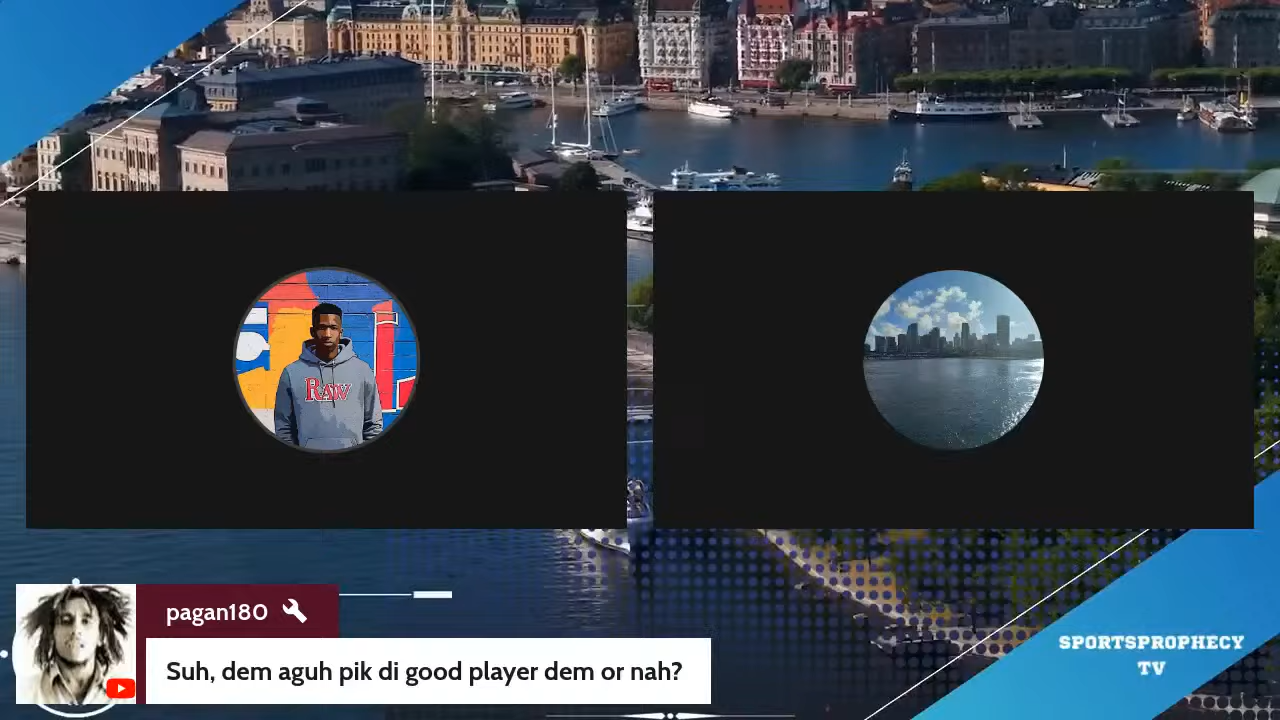 RAW
pagan180
Suh, dem aguh pik di good player dem or nah?
SPORTSPROPHECY
TV